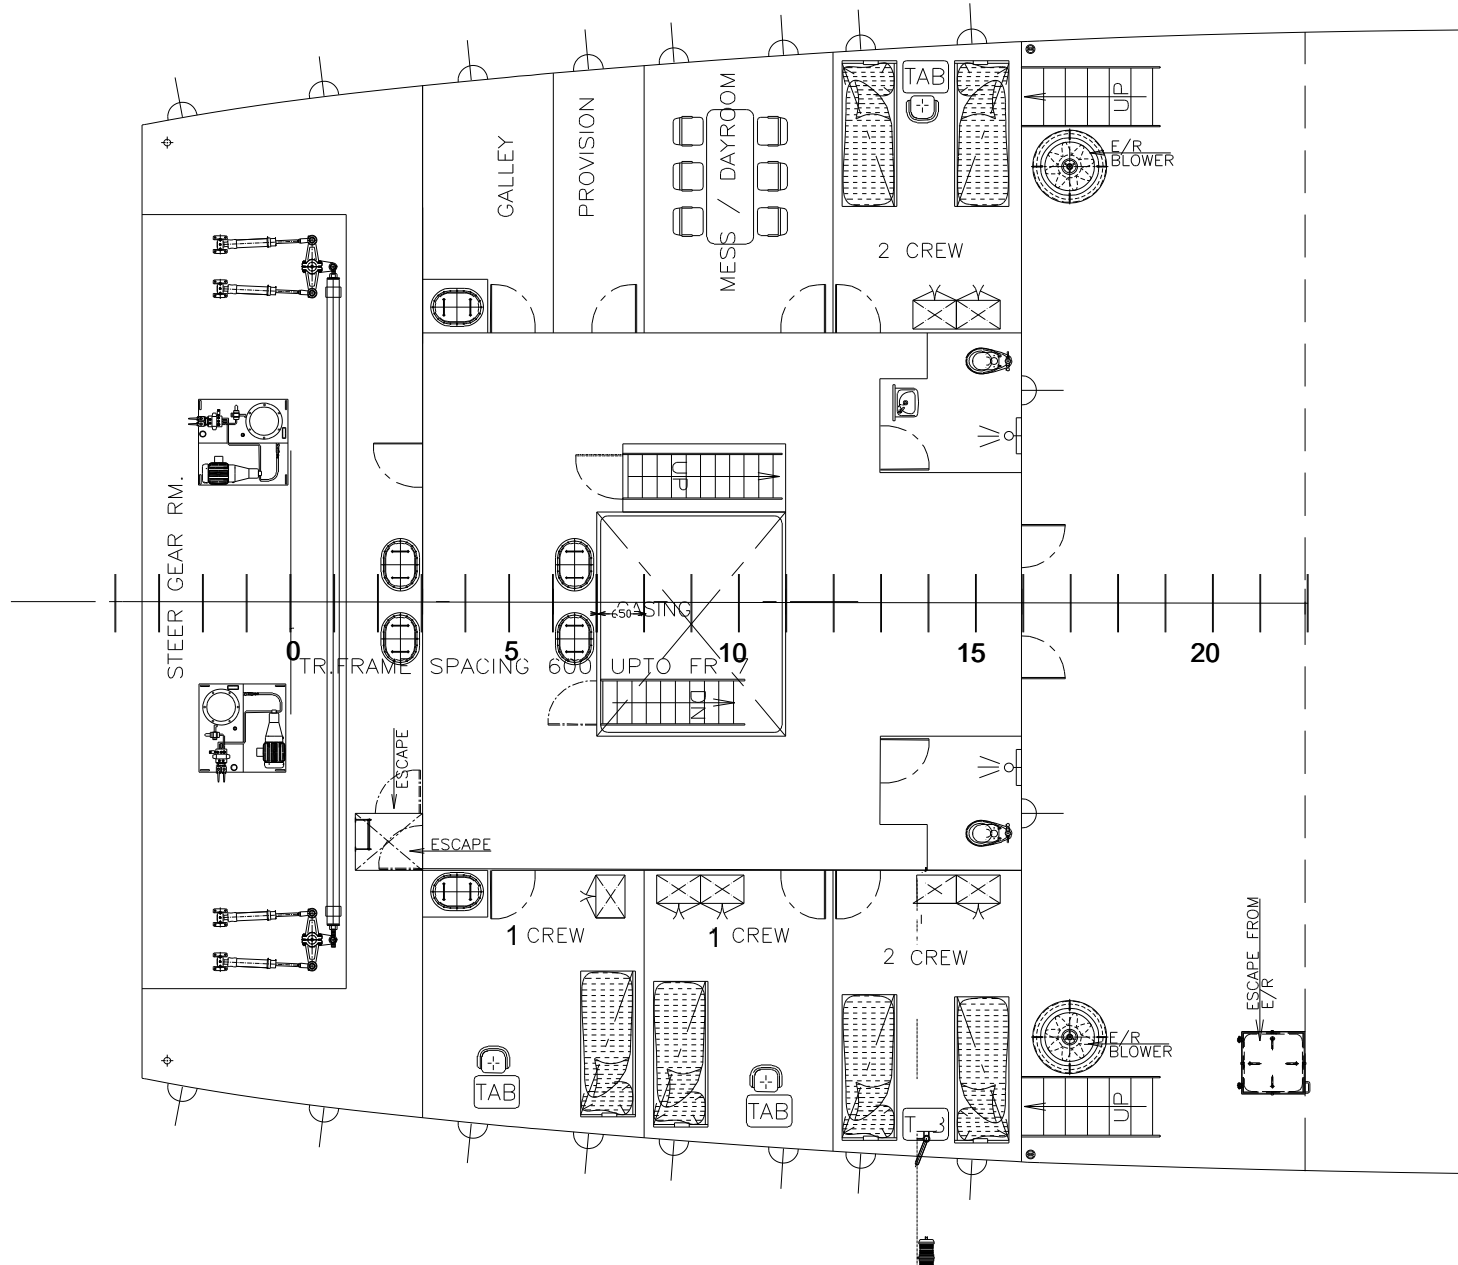 TAB
UP
E/R
BLOWER
GALLEY
PROVISION
MESS / DAYROOM
2 CREW
UP
STEER GEAR RM.
CASING
650
0
5
10
15
20
TR.FRAME SPACING 600 UPTO FR 7
DN
ESCAPE
ESCAPE
1 CREW
1 CREW
2 CREW
ESCAPE FROM
E/R
E/R
BLOWER
TAB
TAB
UP